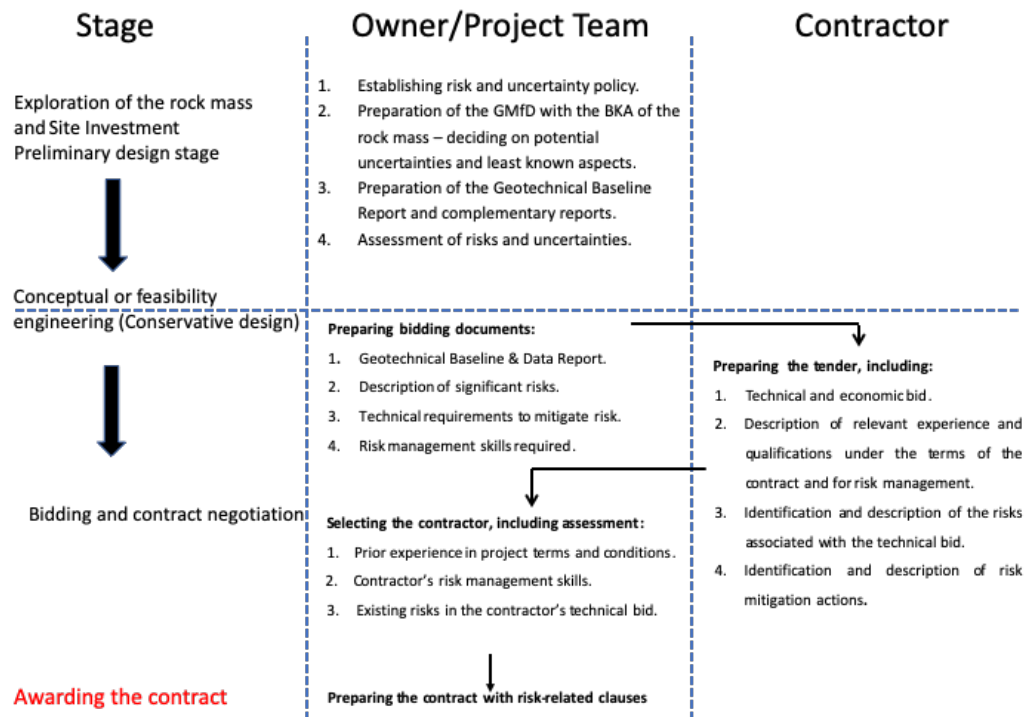 Stage
Owner/Project Team
Contractor
Exploration of the rock mass
and Site Investment
Preliminary design stage
1. Establishing risk and uncertainty policy.
2. Preparation of the GMfD with the BKA of the
rock mass – deciding on potential
uncertainties and least known aspects.
3. Preparation of the Geotechnical Baseline
Report and complementary reports.
4. Assessment of risks and uncertainties.
Conceptual or feasibility
engineering (Conservative design)
Preparing bidding documents:
1. Geotechnical Baseline & Data Report.
2. Description of significant risks.
3. Technical requirements to mitigate risk.
4. Risk management skills required.
Preparing the tender, including:
1. Technical and economic bid.
2. Description of relevant experience and
qualifications under the terms of the
contract and for risk management.
3. Identification and description of the risks
associated with the technical bid.
4. Identification and description of risk
mitigation actions.
Bidding and contract negotiation
Selecting the contractor, including assessment:
1. Prior experience in project terms and conditions.
2. Contractor's risk management skills.
3. Existing risks in the contractor's technical bid.
Awarding the contract
Preparing the contract with risk-related clauses